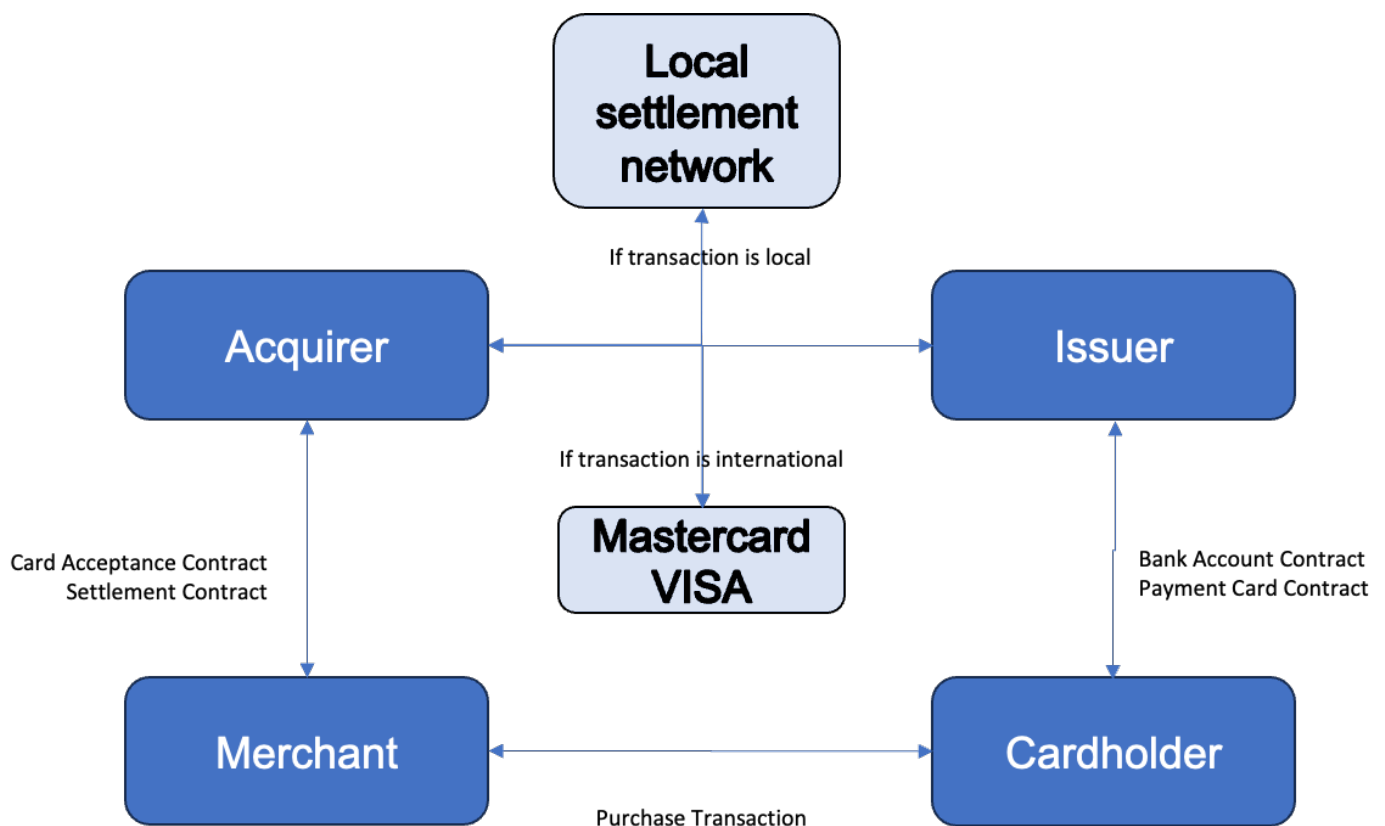 Local
settlement
network
If transaction is local
Acquirer
Issuer
If transaction is international
Mastercard
VISA
Card Acceptance Contract
Settlement Contract
Bank Account Contract
Payment Card Contract
Merchant
Cardholder
Purchase Transaction